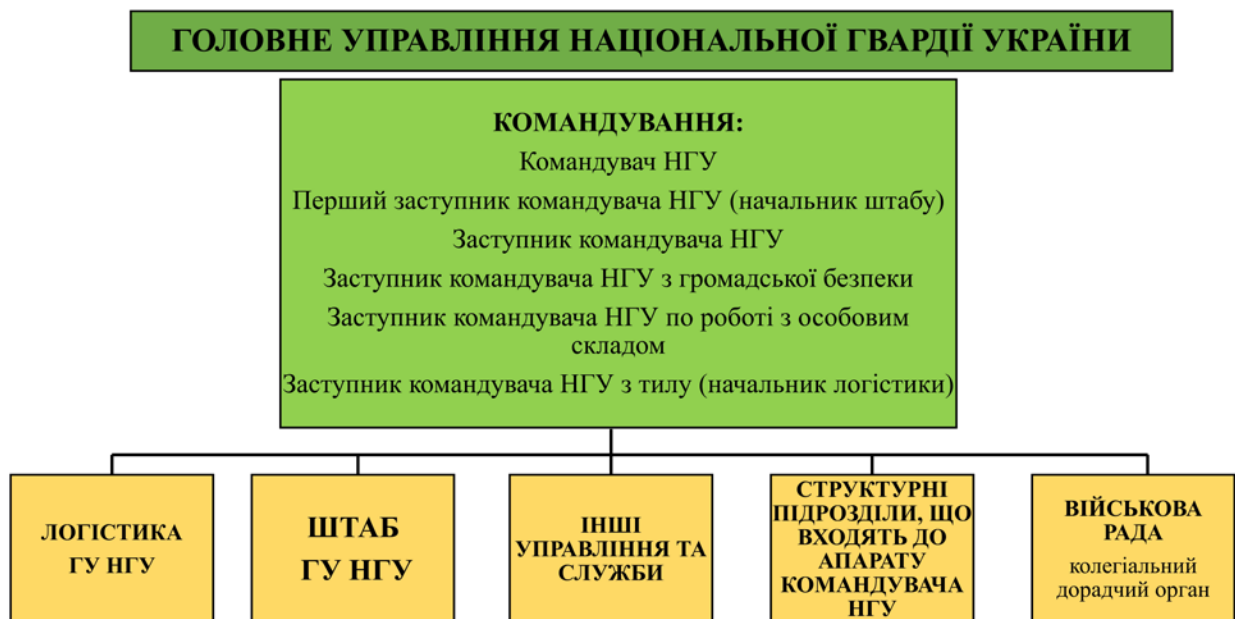 ГОЛОВНЕ УПРАВЛІННЯ НАЦІОНАЛЬНОЇ ГВАРДІЇ УКРАЇНИ
КОМАНДУВАННЯ:
Командувач НГУ
Перший заступник командувача НГУ (начальник штабу)
Заступник командувача НГУ
Заступник командувача НГУ з громадської безпеки
Заступник командувача НГУ по роботі з особовим
складом
Заступник командувача НГУ з тилу (начальник логістики)
ЛОГІСТИКА
ГУ НГУ
ШТАБ
ГУ НГУ
ІНШІ
УПРАВЛІННЯ ТА
СЛУЖБИ
СТРУКТУРНІ
ПІДРОЗДІЛИ, ЩО
ВХОДЯТЬ ДО
АПАРАТУ
КОМАНДУВАЧА
НГУ
ВІЙСЬКОВА
РАДА
колегіальний
дорадчий орган